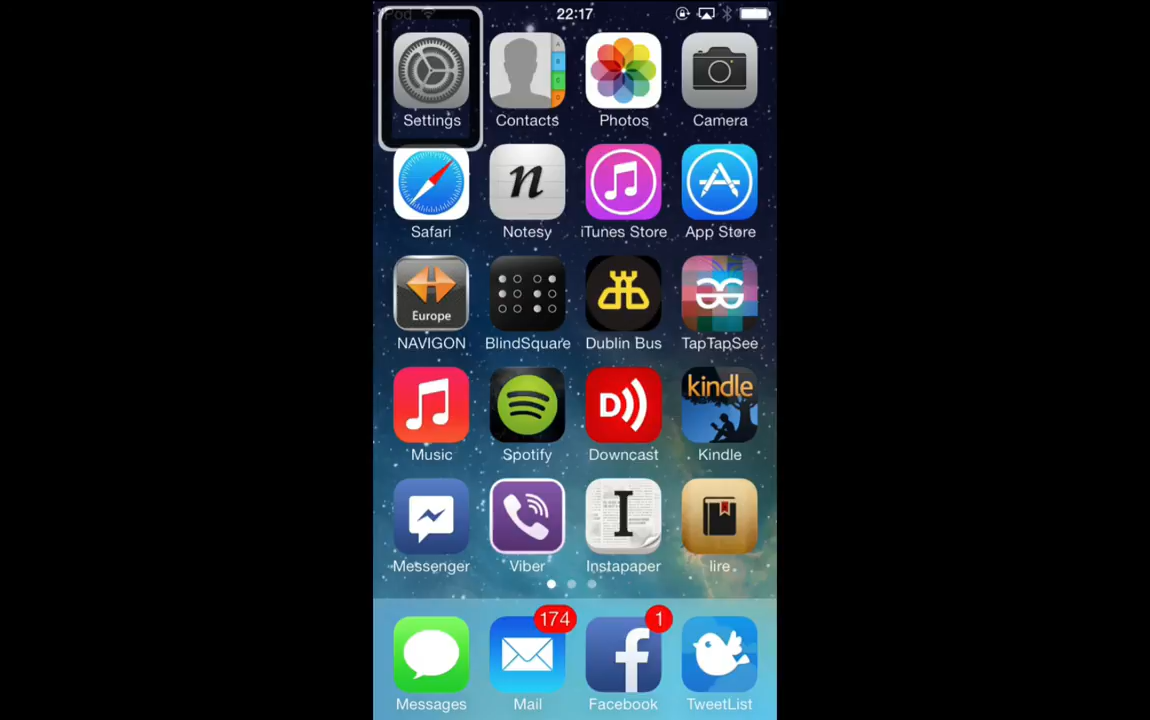 iPod 22:17
Settings Contacts Photos Camera
n
Safari Notesy iTunes Store App Store
Europe
NAVIGON BlindSquare Dublin Bus TapTapSee
D kindle
Music Spotify Downcast Kindle
I
Messenger Viber Instapaper lire
174 1
f
Messages Mail Facebook TweetList